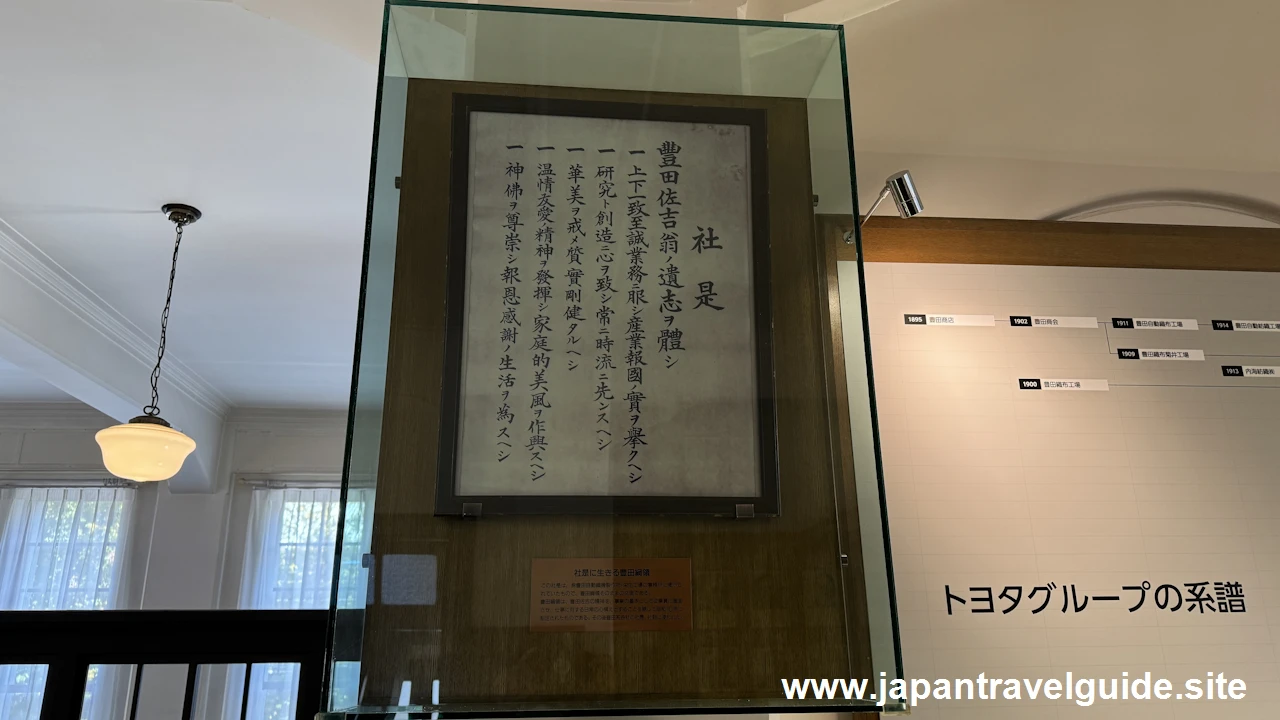 社是
豐田佐吉翁ノ遺志ヲ體シ
一 上下一致至誠業務ニ服シ産業報國ノ實ヲ擧クヘシ
一 研究ト創造ニ心ヲ致シ常ニ時流ニ先ンスヘシ
一 華美ヲ戒メ質實剛健タルヘシ
一 温情友愛ノ精神ヲ發揮シ家庭的美風ヲ作興スヘシ
一 神佛ヲ尊崇シ報恩感謝ノ生活ヲ爲スヘシ
社是に生きる豊田綱領
1895 豊田商店
1902 豊田商会
1911 豊田自動織布工場
1914 豊田自動紡織工場
1909 豊田織布菊井工場
1913
1900 豊田織布工場
トヨタグループの系譜
www.japantravelguide.site